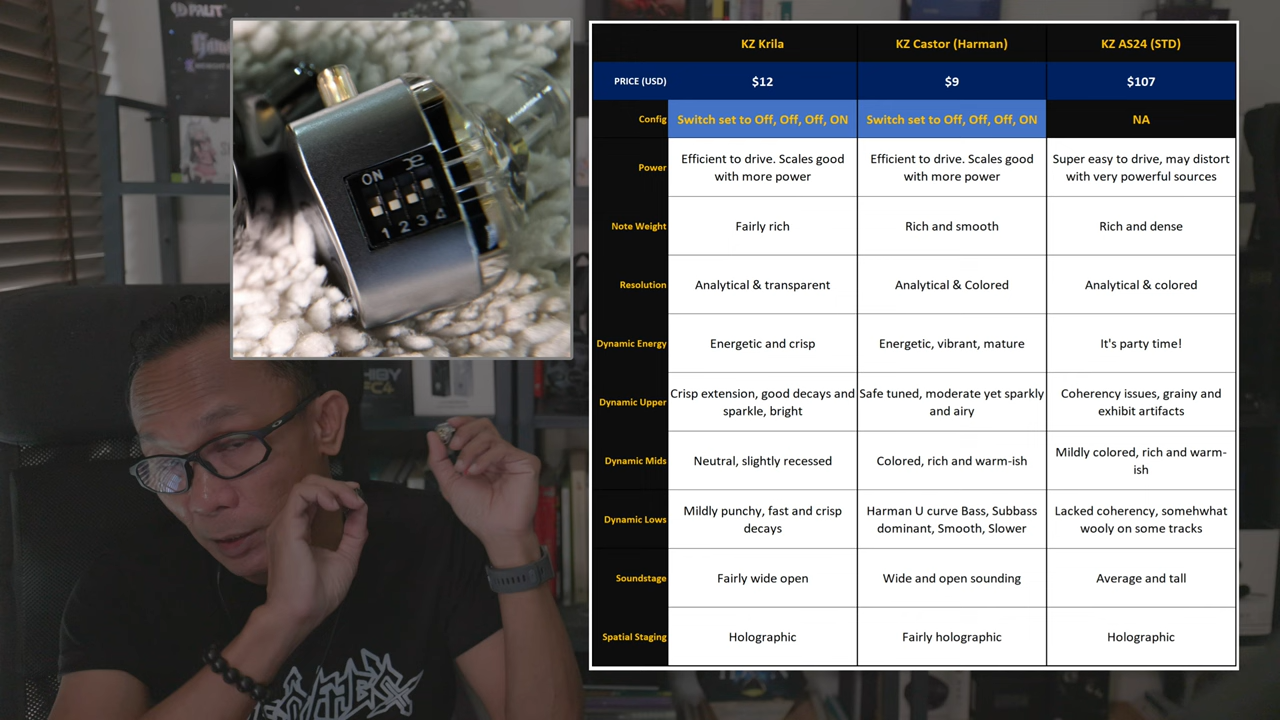 PALIT
ON
1 2 3 4
HIBY
FC4
KZ Krila
KZ Castor (Harman)
KZ AS24 (STD)
PRICE (USD)
$12
$9
$107
Config
Switch set to Off, Off, Off, ON
Switch set to Off, Off, Off, ON
NA
Power
Efficient to drive. Scales good
with more power
Efficient to drive. Scales good
with more power
Super easy to drive, may distort
with very powerful sources
Note Weight
Fairly rich
Rich and smooth
Rich and dense
Resolution
Analytical & transparent
Analytical & Colored
Analytical & colored
Dynamic Energy
Energetic and crisp
Energetic, vibrant, mature
It's party time!
Dynamic Upper
Crisp extension, good decays and
sparkle, bright
Safe tuned, moderate yet sparkly
and airy
Coherency issues, grainy and
exhibit artifacts
Dynamic Mids
Neutral, slightly recessed
Colored, rich and warm-ish
Mildly colored, rich and warm-
ish
Dynamic Lows
Mildly punchy, fast and crisp
decays
Harman U curve Bass, Subbass
dominant, Smooth, Slower
Lacked coherency, somehwhat
wooly on some tracks
Soundstage
Fairly wide open
Wide and open sounding
Average and tall
Spatial Staging
Holographic
Fairly holographic
Holographic